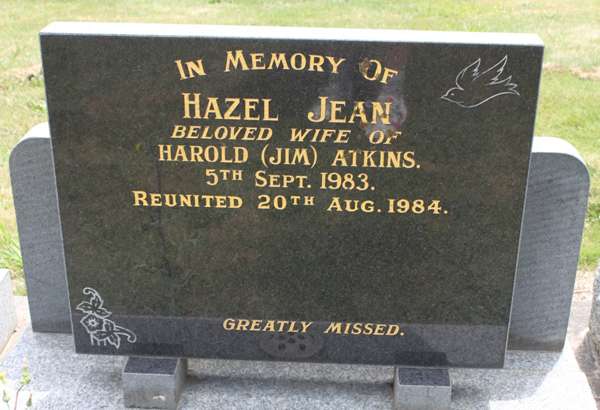 IN MEMORY OF
HAZEL JEAN
BELOVED WIFE OF
HAROLD (JIM) ATKINS.
5TH SEPT. 1983.
REUNITED 20TH AUG. 1984.
GREATLY MISSED.